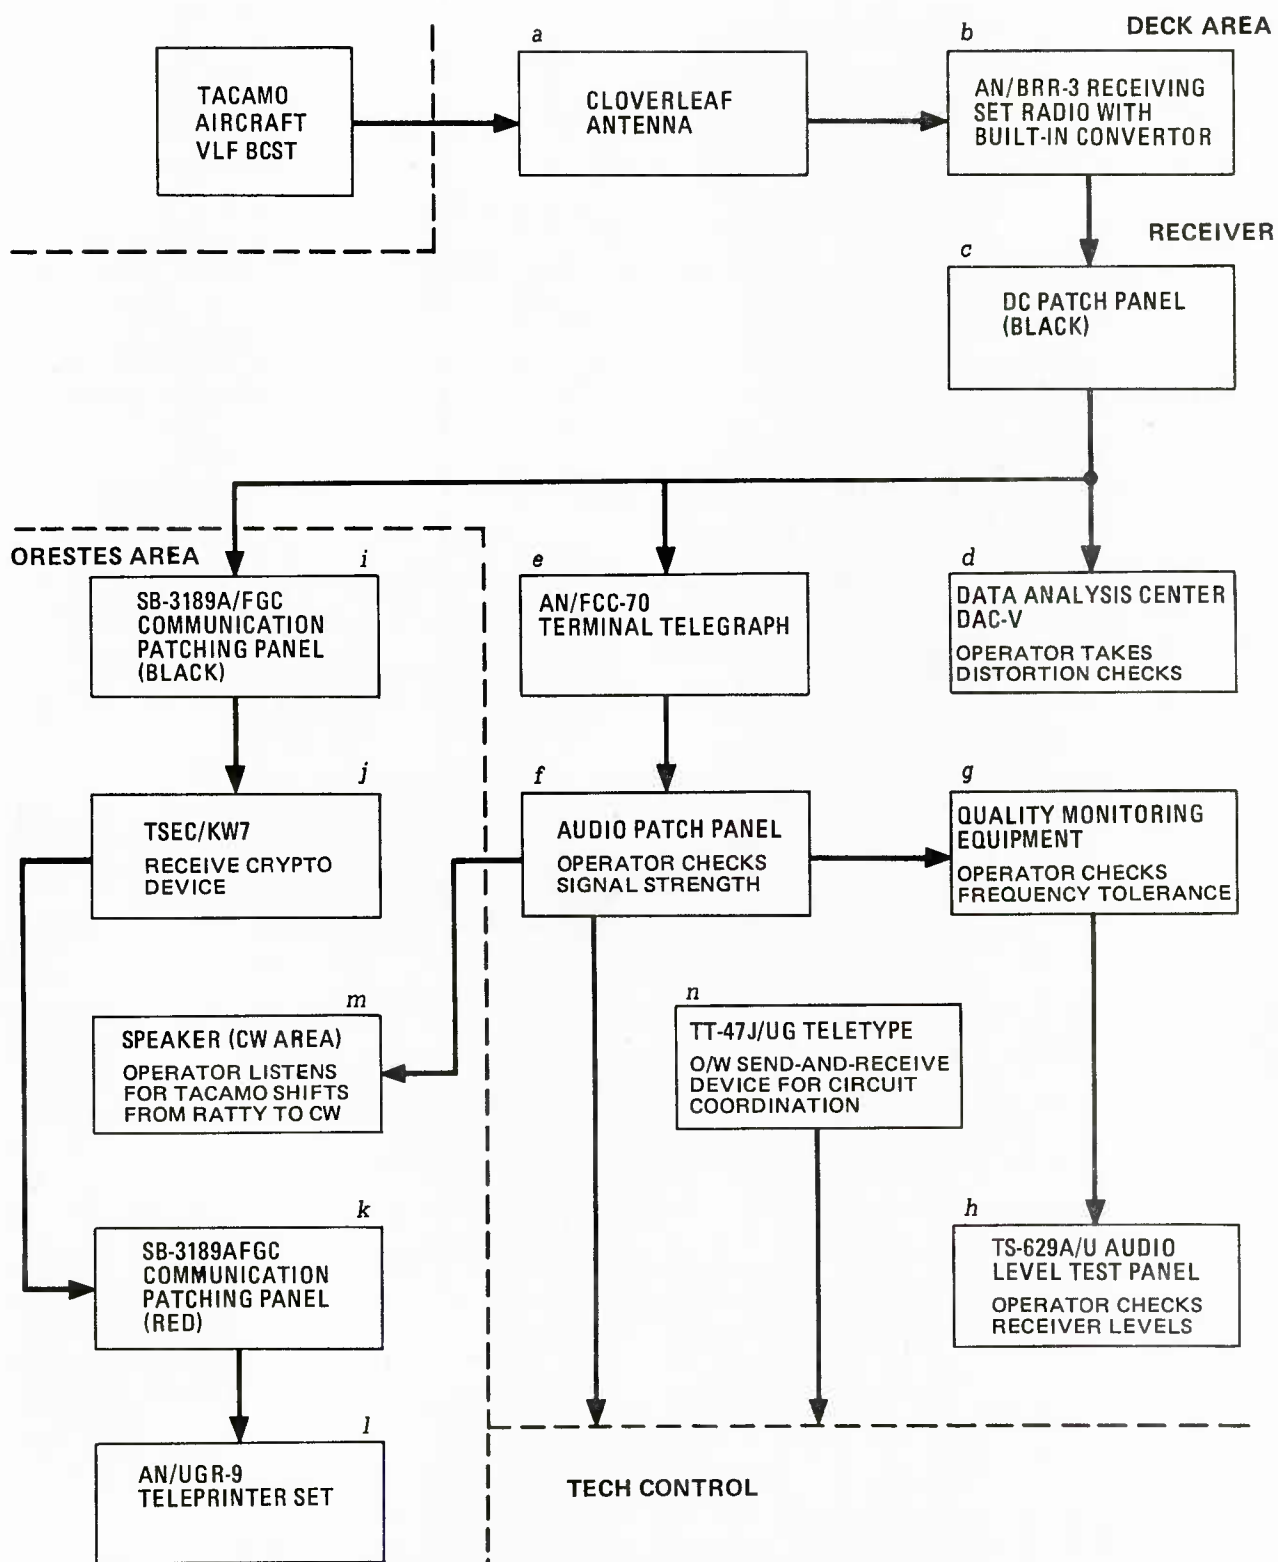 DECK AREA
TACAMO
AIRCRAFT
VLF BCST
a
CLOVERLEAF
ANTENNA
b
AN/BRR-3 RECEIVING
SET RADIO WITH
BUILT-IN CONVERTOR
RECEIVER
c
DC PATCH PANEL
(BLACK)
ORESTES AREA
i
SB-3189A/FGC
COMMUNICATION
PATCHING PANEL
(BLACK)
e
AN/FCC-70
TERMINAL TELEGRAPH
d
DATA ANALYSIS CENTER
DAC-V
OPERATOR TAKES
DISTORTION CHECKS
j
TSEC/KW7
RECEIVE CRYPTO
DEVICE
f
AUDIO PATCH PANEL
OPERATOR CHECKS
SIGNAL STRENGTH
g
QUALITY MONITORING
EQUIPMENT
OPERATOR CHECKS
FREQUENCY TOLERANCE
m
SPEAKER (CW AREA)
OPERATOR LISTENS
FOR TACAMO SHIFTS
FROM RATTY TO CW
n
TT-47J/UG TELETYPE
O/W SEND-AND-RECEIVE
DEVICE FOR CIRCUIT
COORDINATION
k
SB-3189AFGC
COMMUNICATION
PATCHING PANEL
(RED)
h
TS-629A/U AUDIO
LEVEL TEST PANEL
OPERATOR CHECKS
RECEIVER LEVELS
l
AN/UGR-9
TELEPRINTER SET
TECH CONTROL